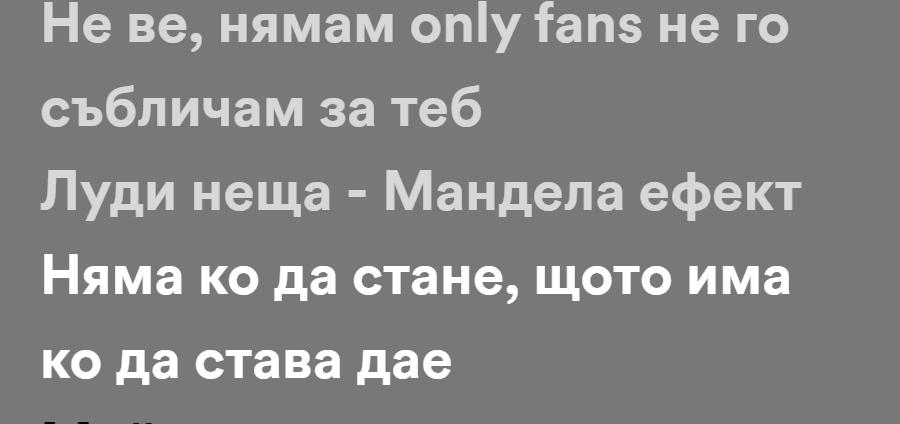 Не ве, нямам only fans не го
събличам за теб
Луди неща - Мандела ефект
Няма ко да стане, щото има
ко да става дае